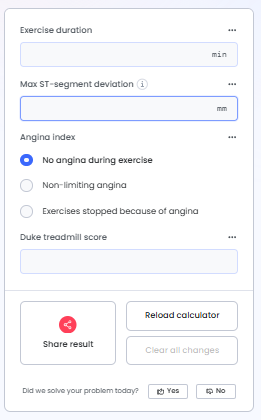 Exercise duration
min
Max ST-segment deviation
mm
Angina index
No angina during exercise
Non-limiting angina
Exercises stopped because of angina
Duke treadmill score
Share result
Reload calculator
Clear all changes
Did we solve your problem today? Yes No